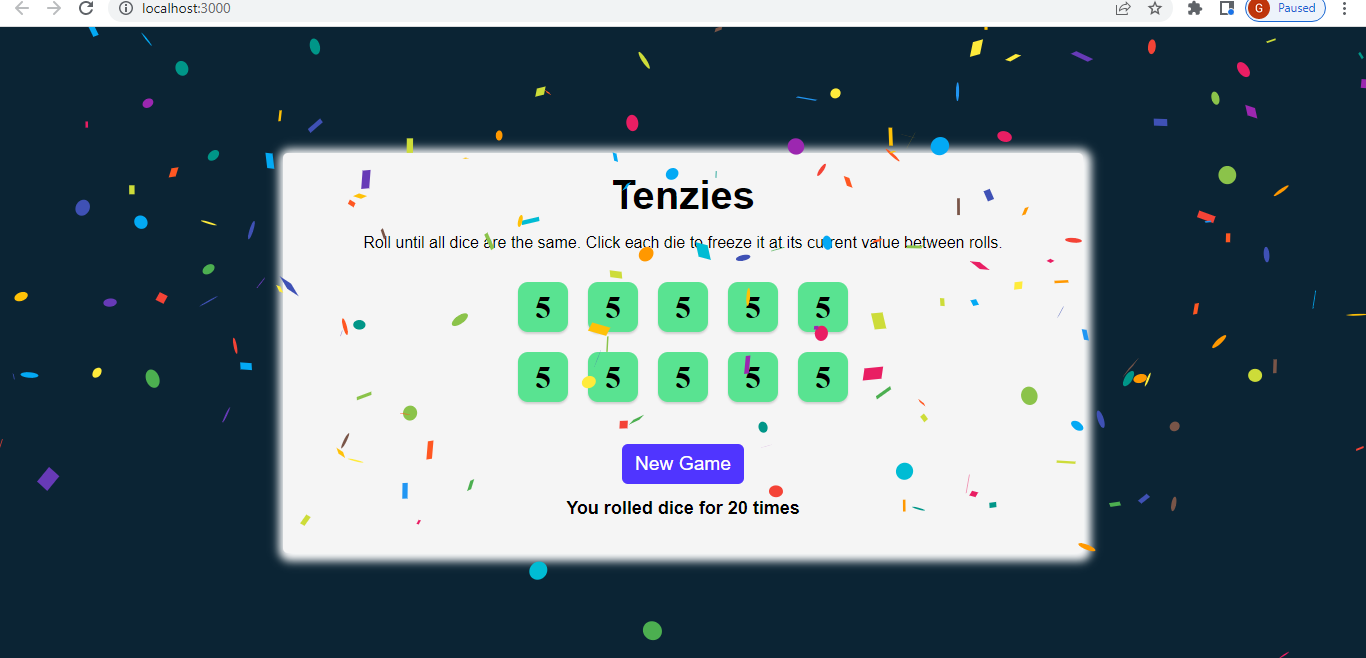 localhost:3000
G Paused
Tenzies
Roll until all dice are the same. Click each die to freeze it at its current value between rolls.
5 5 5 5 5
5 5 5 5 5
New Game
You rolled dice for 20 times